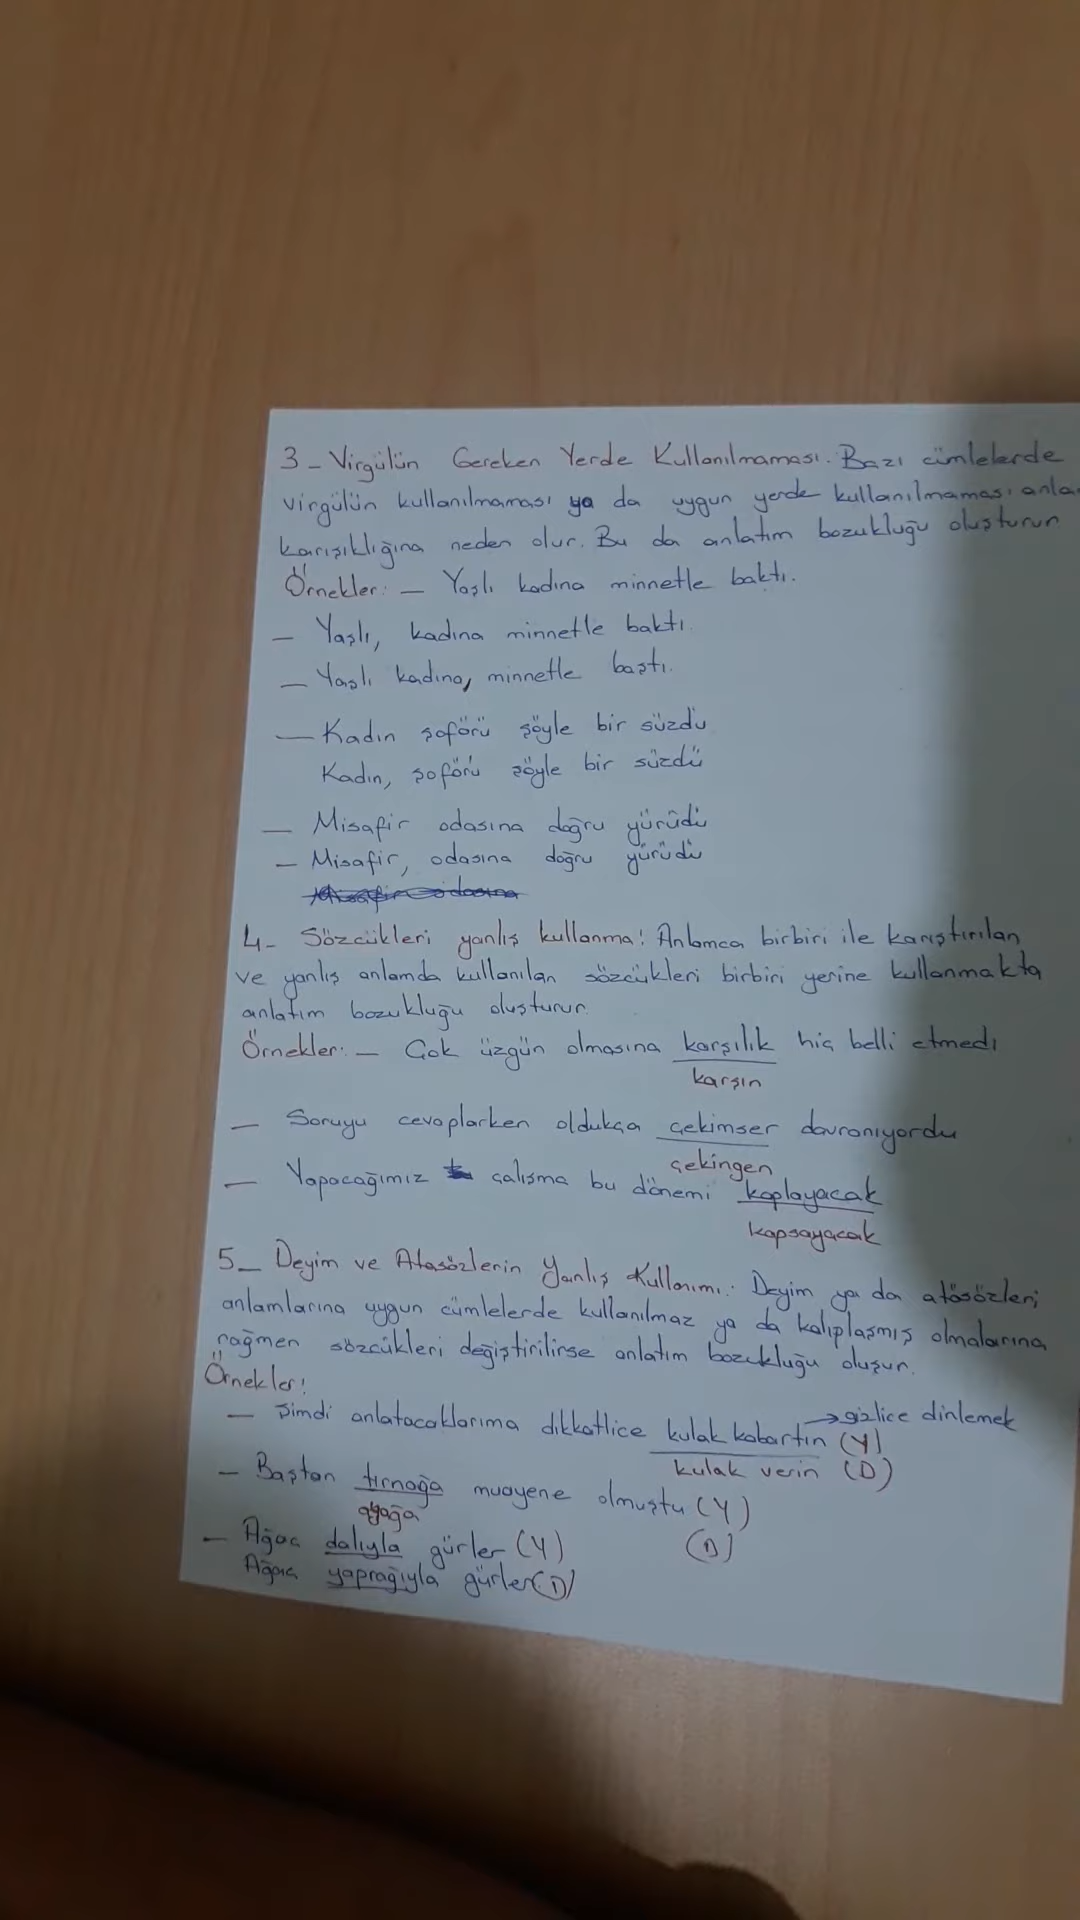 3 - Virgülün Gereken Yerde Kullanılmaması. Bazı cümlelerde
virgülün kullanılmaması ya da uygun yerde kullanılmaması anla
karışıklığına neden olur. Bu da anlatım bozukluğu oluşturur
Örnekler: - Yaşlı kadına minnetle baktı.
- Yaşlı, kadına minnetle baktı.
- Yaşlı kadına, minnetle baştı.
- Kadın şoförü şöyle bir süzdü
Kadın, şoförü şöyle bir süzdü
- Misafir odasına doğru yürüdü
- Misafir, odasına doğru yürüdü
4- Sözcükleri yanlış kullanma: Anlamca birbiri ile karıştırılan
ve yanlış anlamda kullanılan sözcükleri birbiri yerine kullanmakta
anlatım bozukluğu oluşturur.
Örnekler: - Çok üzgün olmasına karşılık hiç belli etmedi
karşın
- Soruyu cevaplarken oldukça çekimser davranıyordu
çekingen
- Yapacağımız çalışma bu dönemi kaplayacak
kapsayacak
5- Deyim ve Atasözlerin Yanlış Kullanımı: Deyim ya da atösözleri
anlamlarına uygun cümlelerde kullanılmaz ya da kalıplaşmış olmalarına
rağmen sözcükleri değiştirilirse anlatım bozukluğu oluşur.
Örnekler:
- Şimdi anlatacaklarıma dikkatlice kulak kabartın (Y) → gizlice dinlemek
kulak verin (D)
- Baştan tırnağa muayene olmuştu (Y)
ayağa (D)
- Ağaç dalıyla gürler (Y)
Ağaç yaprağıyla gürler (D)